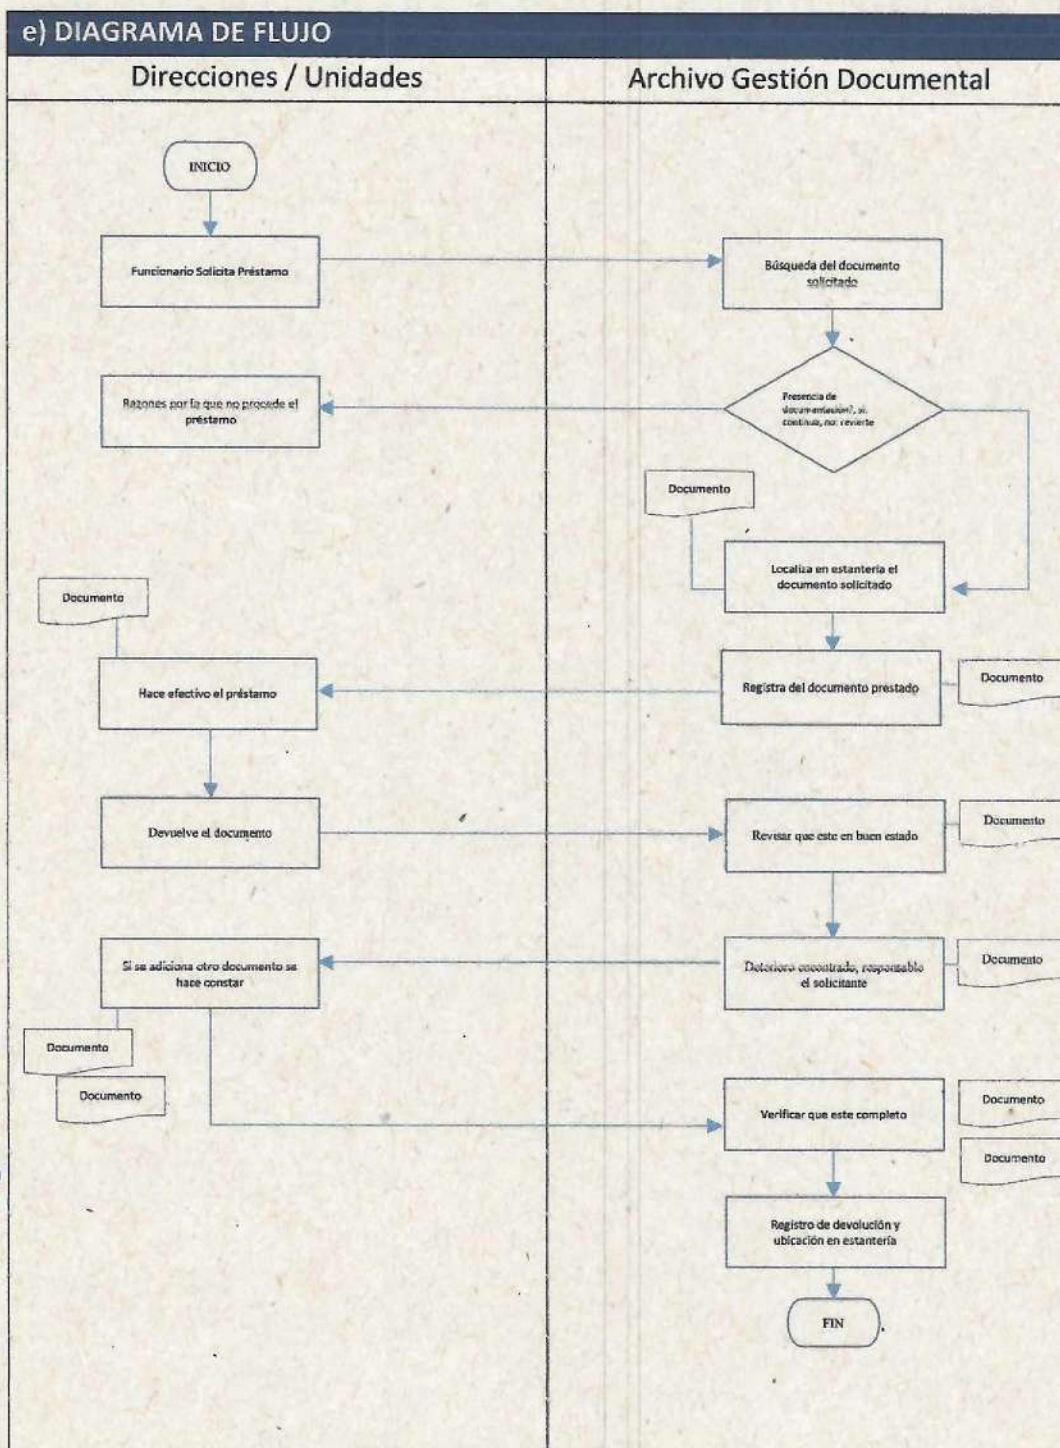 e) DIAGRAMA DE FLUJO
Direcciones / Unidades
Archivo Gestión Documental
INICIO
Funcionario Solicita Préstamo
Búsqueda del documento
solicitado
Razones por la que no procede el
préstamo
Presencia de
documentación?, si:
continua, no: revierte
Documento
Localiza en estantería el
documento solicitado
Documento
Hace efectivo el préstamo
Registra del documento prestado
Documento
Devuelve el documento
Revisar que este en buen estado
Documento
Si se adiciona otro documento se
hace constar
Deterioro encontrado, responsable
el solicitante
Documento
Documento
Documento
Verificar que este completo
Documento
Documento
Registro de devolución y
ubicación en estantería
FIN